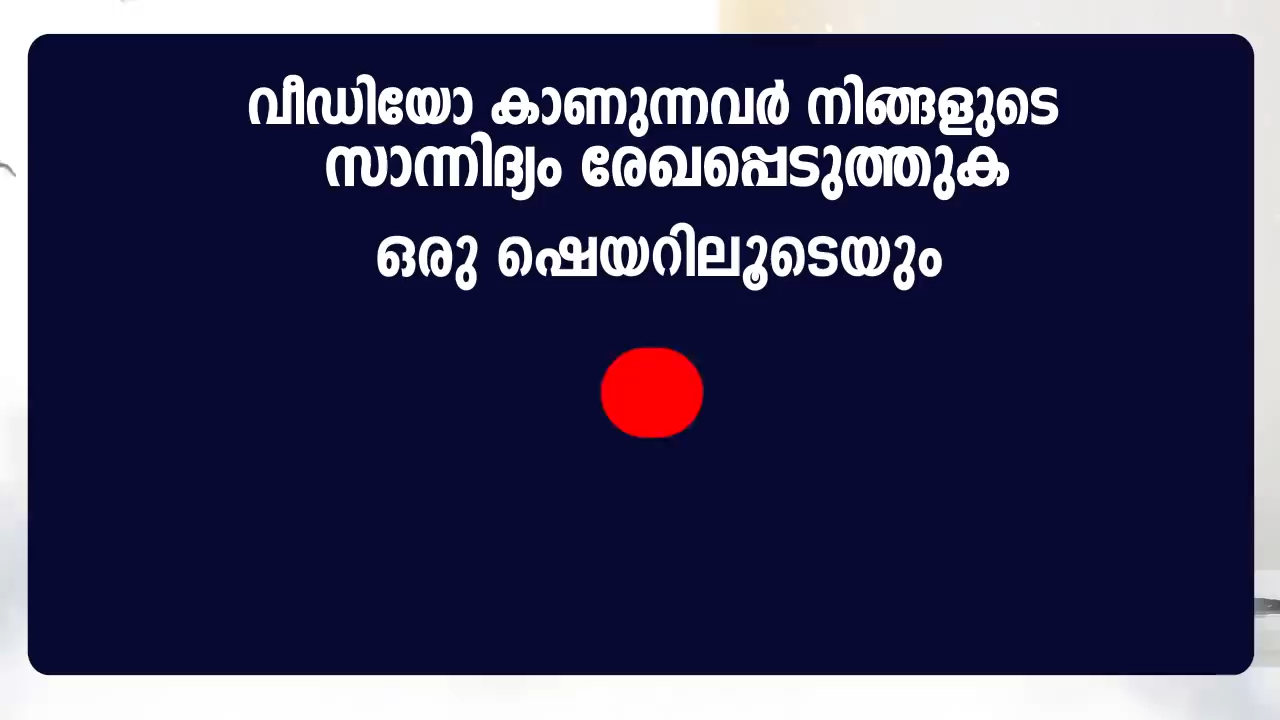 വീഡിയോ കാണുന്നവർ നിങ്ങളുടെ
സാന്നിദ്യം രേഖപ്പെടുത്തുക
ഒരു ഷെയറിലൂടെയും